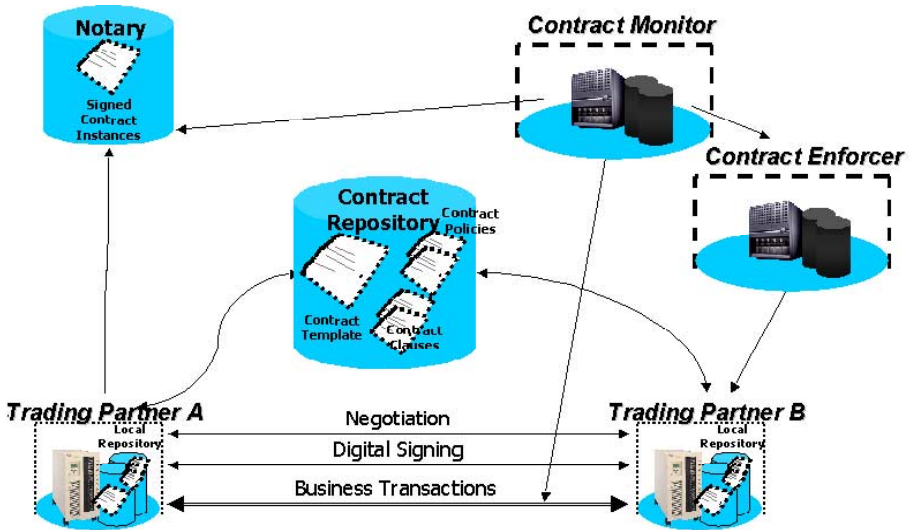 Notary
Signed
Contract
Instances
Contract Monitor
Contract Enforcer
Contract
Repository
Contract
Policies
Contract
Template
Contract
Clauses
Trading Partner A
Local
Repository
Negotiation
Digital Signing
Business Transactions
Trading Partner B
Local
Repository